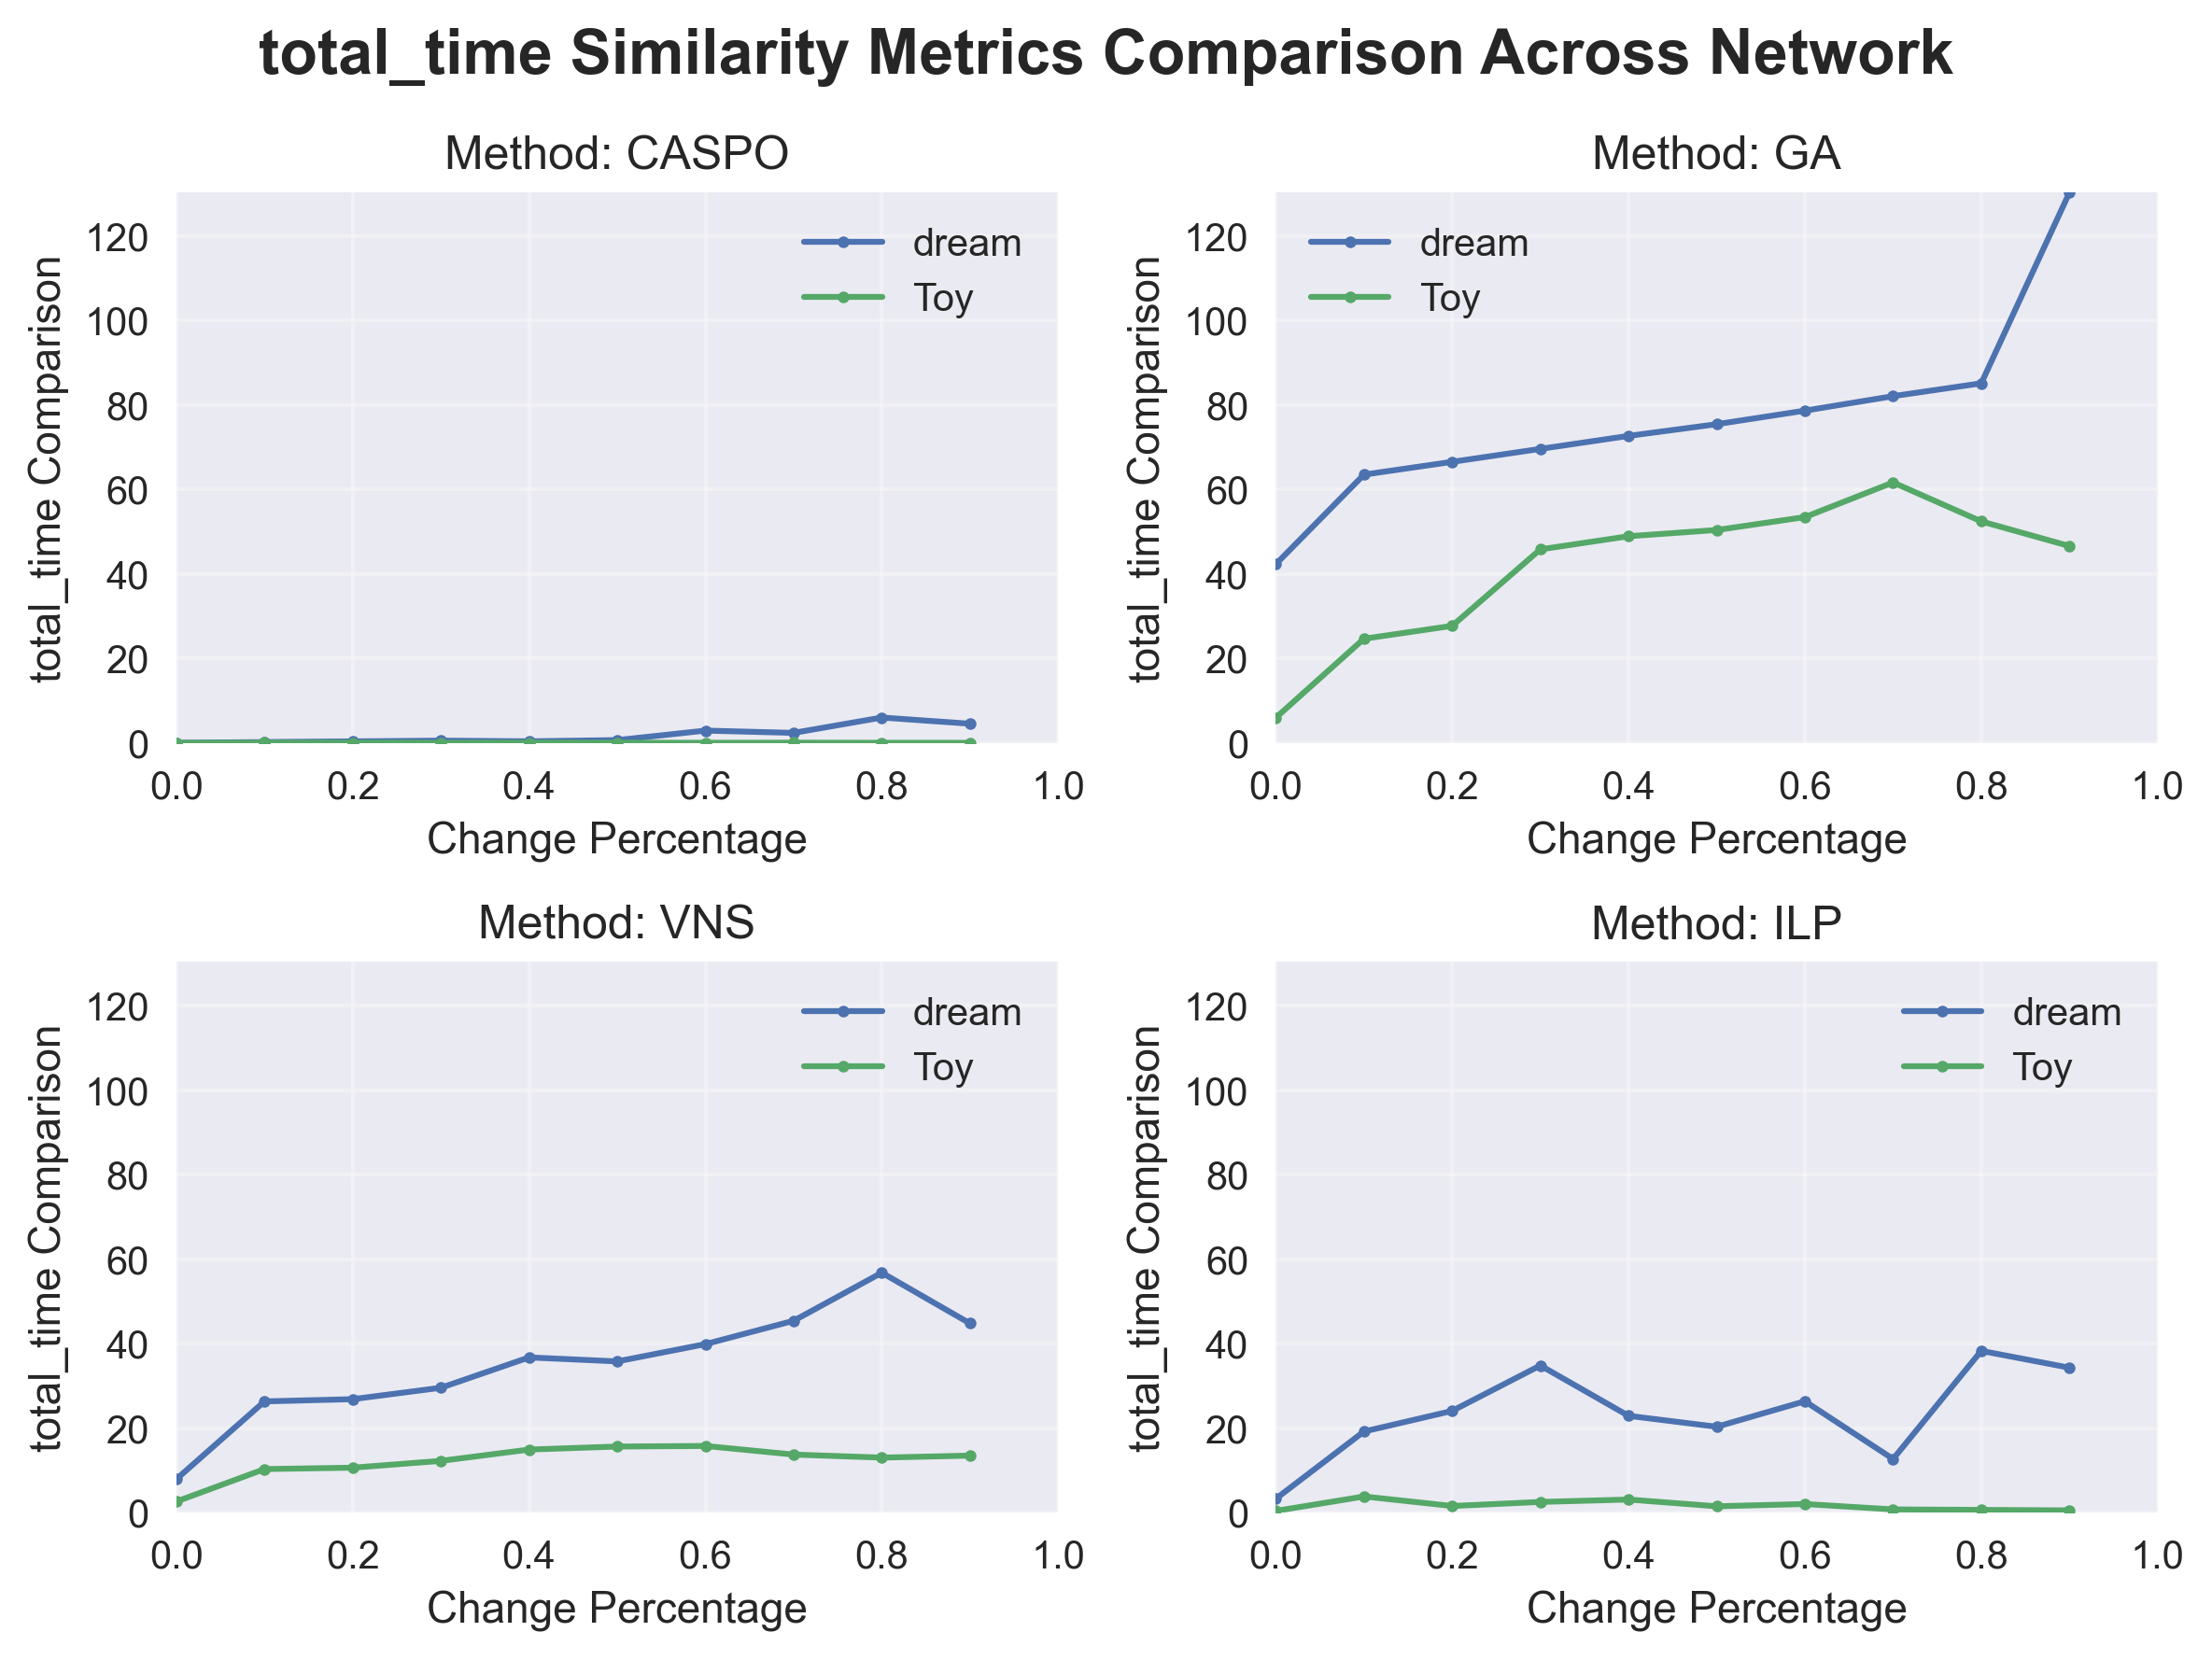 total_time Similarity Metrics Comparison Across Network
Method: CASPO
total_time Comparison
120
100
80
60
40
20
0
dream
Toy
0.0 0.2 0.4 0.6 0.8 1.0
Change Percentage
Method: GA
total_time Comparison
120
100
80
60
40
20
0
dream
Toy
0.0 0.2 0.4 0.6 0.8 1.0
Change Percentage
Method: VNS
total_time Comparison
120
100
80
60
40
20
0
dream
Toy
0.0 0.2 0.4 0.6 0.8 1.0
Change Percentage
Method: ILP
total_time Comparison
120
100
80
60
40
20
0
dream
Toy
0.0 0.2 0.4 0.6 0.8 1.0
Change Percentage